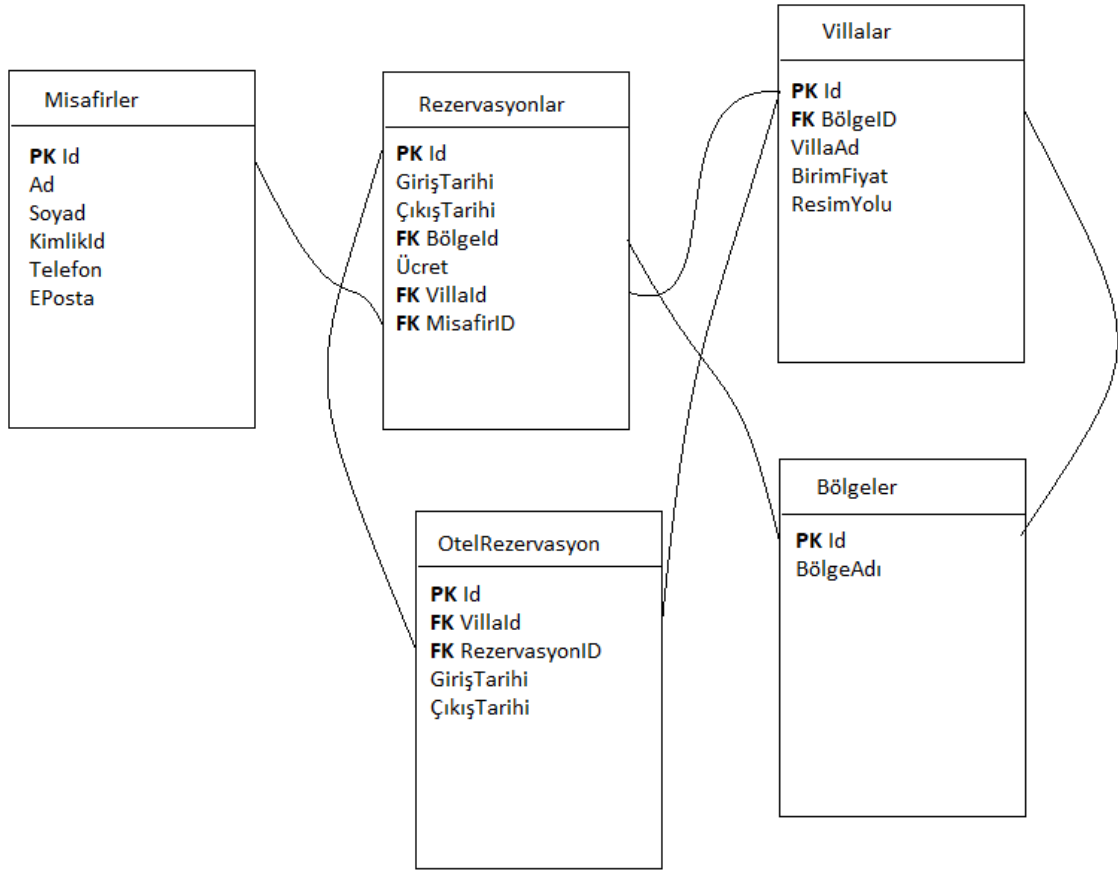 Misafirler
PK Id
Ad
Soyad
KimlikId
Telefon
EPosta
Rezervasyonlar
PK Id
GirişTarihi
ÇıkışTarihi
FK BölgeId
Ücret
FK VillaId
FK MisafirID
Villalar
PK Id
FK BölgeID
VillaAd
BirimFiyat
ResimYolu
OtelRezervasyon
PK Id
FK VillaId
FK RezervasyonID
GirişTarihi
ÇıkışTarihi
Bölgeler
PK Id
BölgeAdı